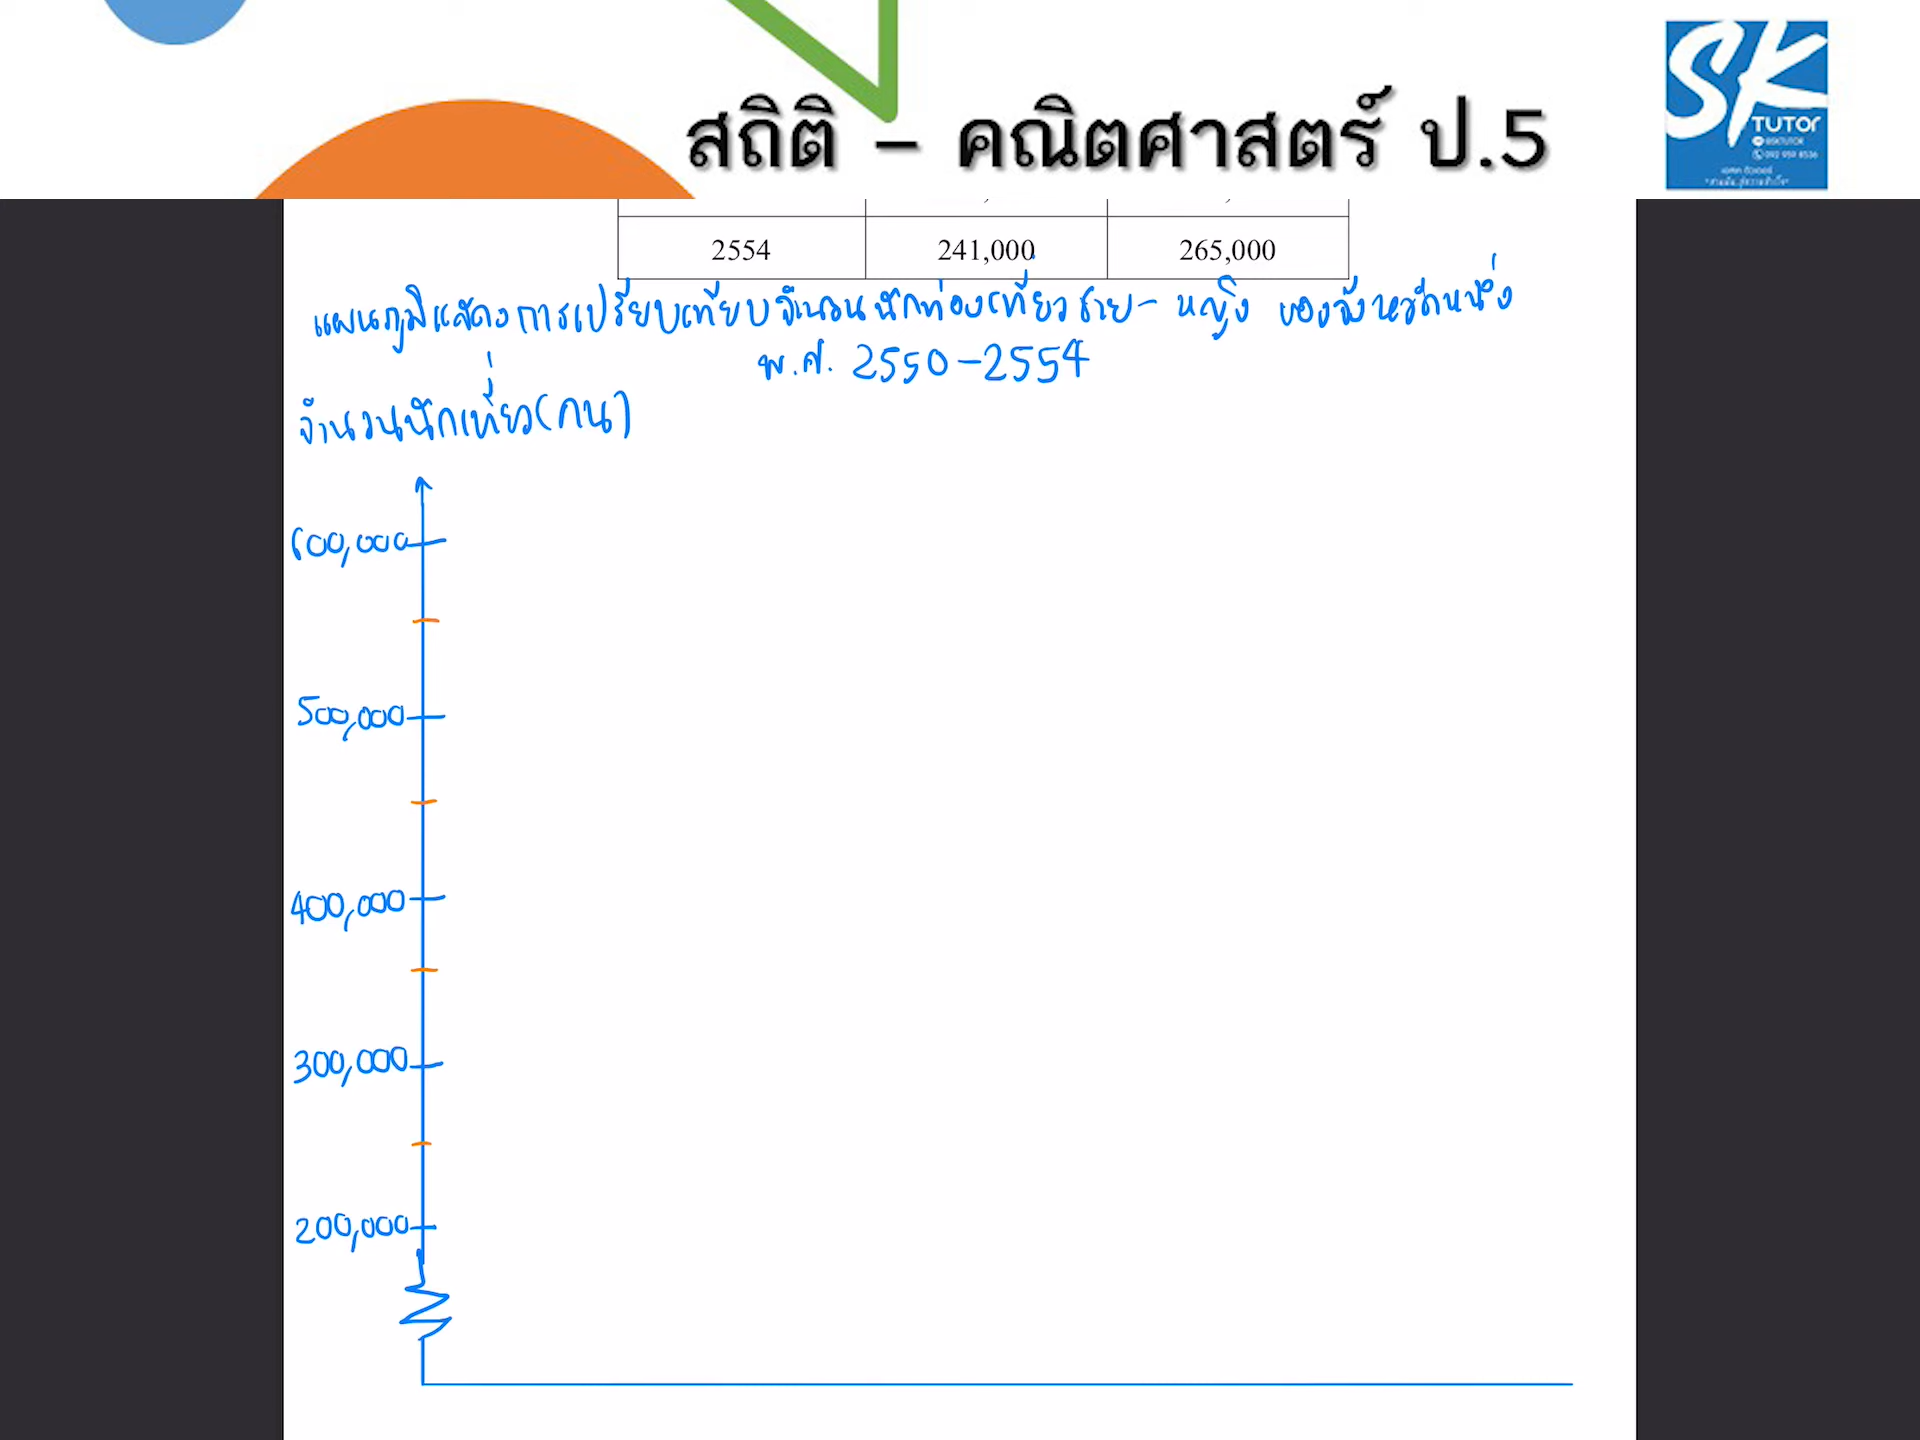 สถิติ – คณิตศาสตร์ ป.5
SK
TUTOR
@SKTUTOR
092 959 8536
2554 241,000 265,000
แผนภูมิแสดงการเปรียบเทียบจำนวนนักท่องเที่ยวชาย - หญิง ของจังหวัดหนึ่ง
พ.ศ. 2550 - 2554
จำนวนนักเที่ยว (คน)
600,000
500,000
400,000
300,000
200,000